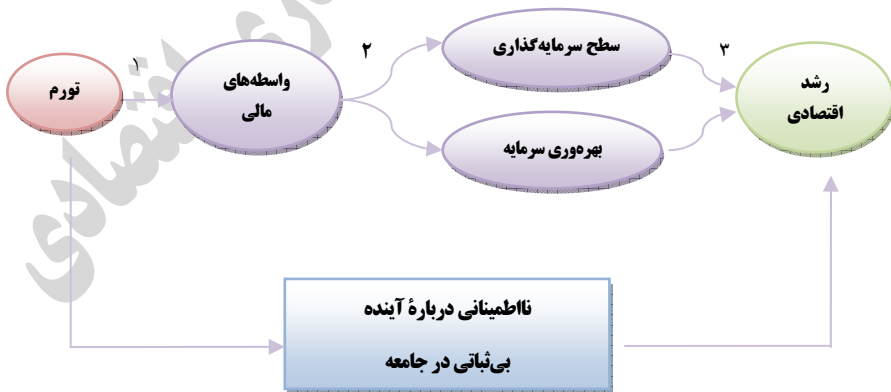 تورم
۱
واسطه‌های
مالی
۲
سطح سرمایه‌گذاری
بهره‌وری سرمایه
۳
رشد
اقتصادی
نااطمینانی دربارهٔ آینده
بی‌ثباتی در جامعه
اقتصادی